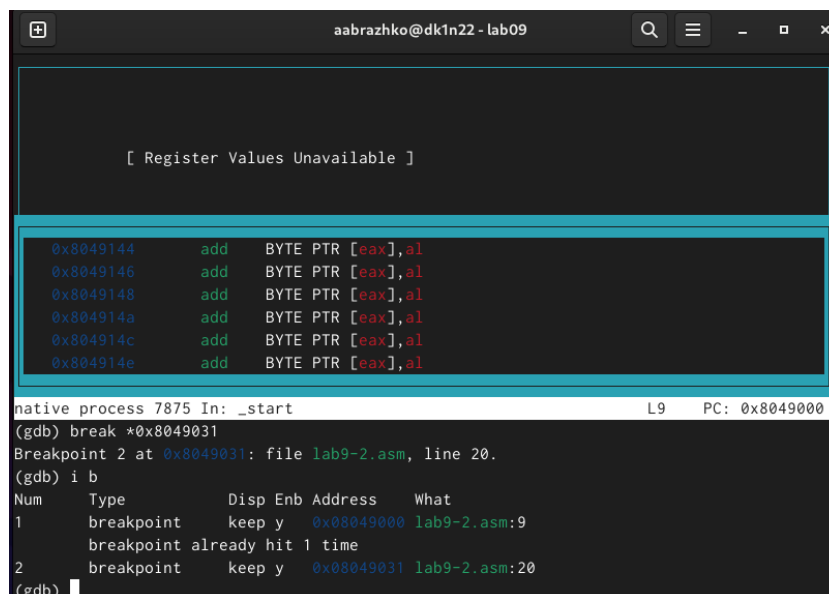 aabrazhko@dk1n22 - lab09
[ Register Values Unavailable ]
0x8049144 add BYTE PTR [eax],al
0x8049146 add BYTE PTR [eax],al
0x8049148 add BYTE PTR [eax],al
0x804914a add BYTE PTR [eax],al
0x804914c add BYTE PTR [eax],al
0x804914e add BYTE PTR [eax],al
native process 7875 In: _start L9 PC: 0x8049000
(gdb) break *0x8049031
Breakpoint 2 at 0x8049031: file lab9-2.asm, line 20.
(gdb) i b
Num Type Disp Enb Address What
1 breakpoint keep y 0x08049000 lab9-2.asm:9
breakpoint already hit 1 time
2 breakpoint keep y 0x08049031 lab9-2.asm:20
(gdb)